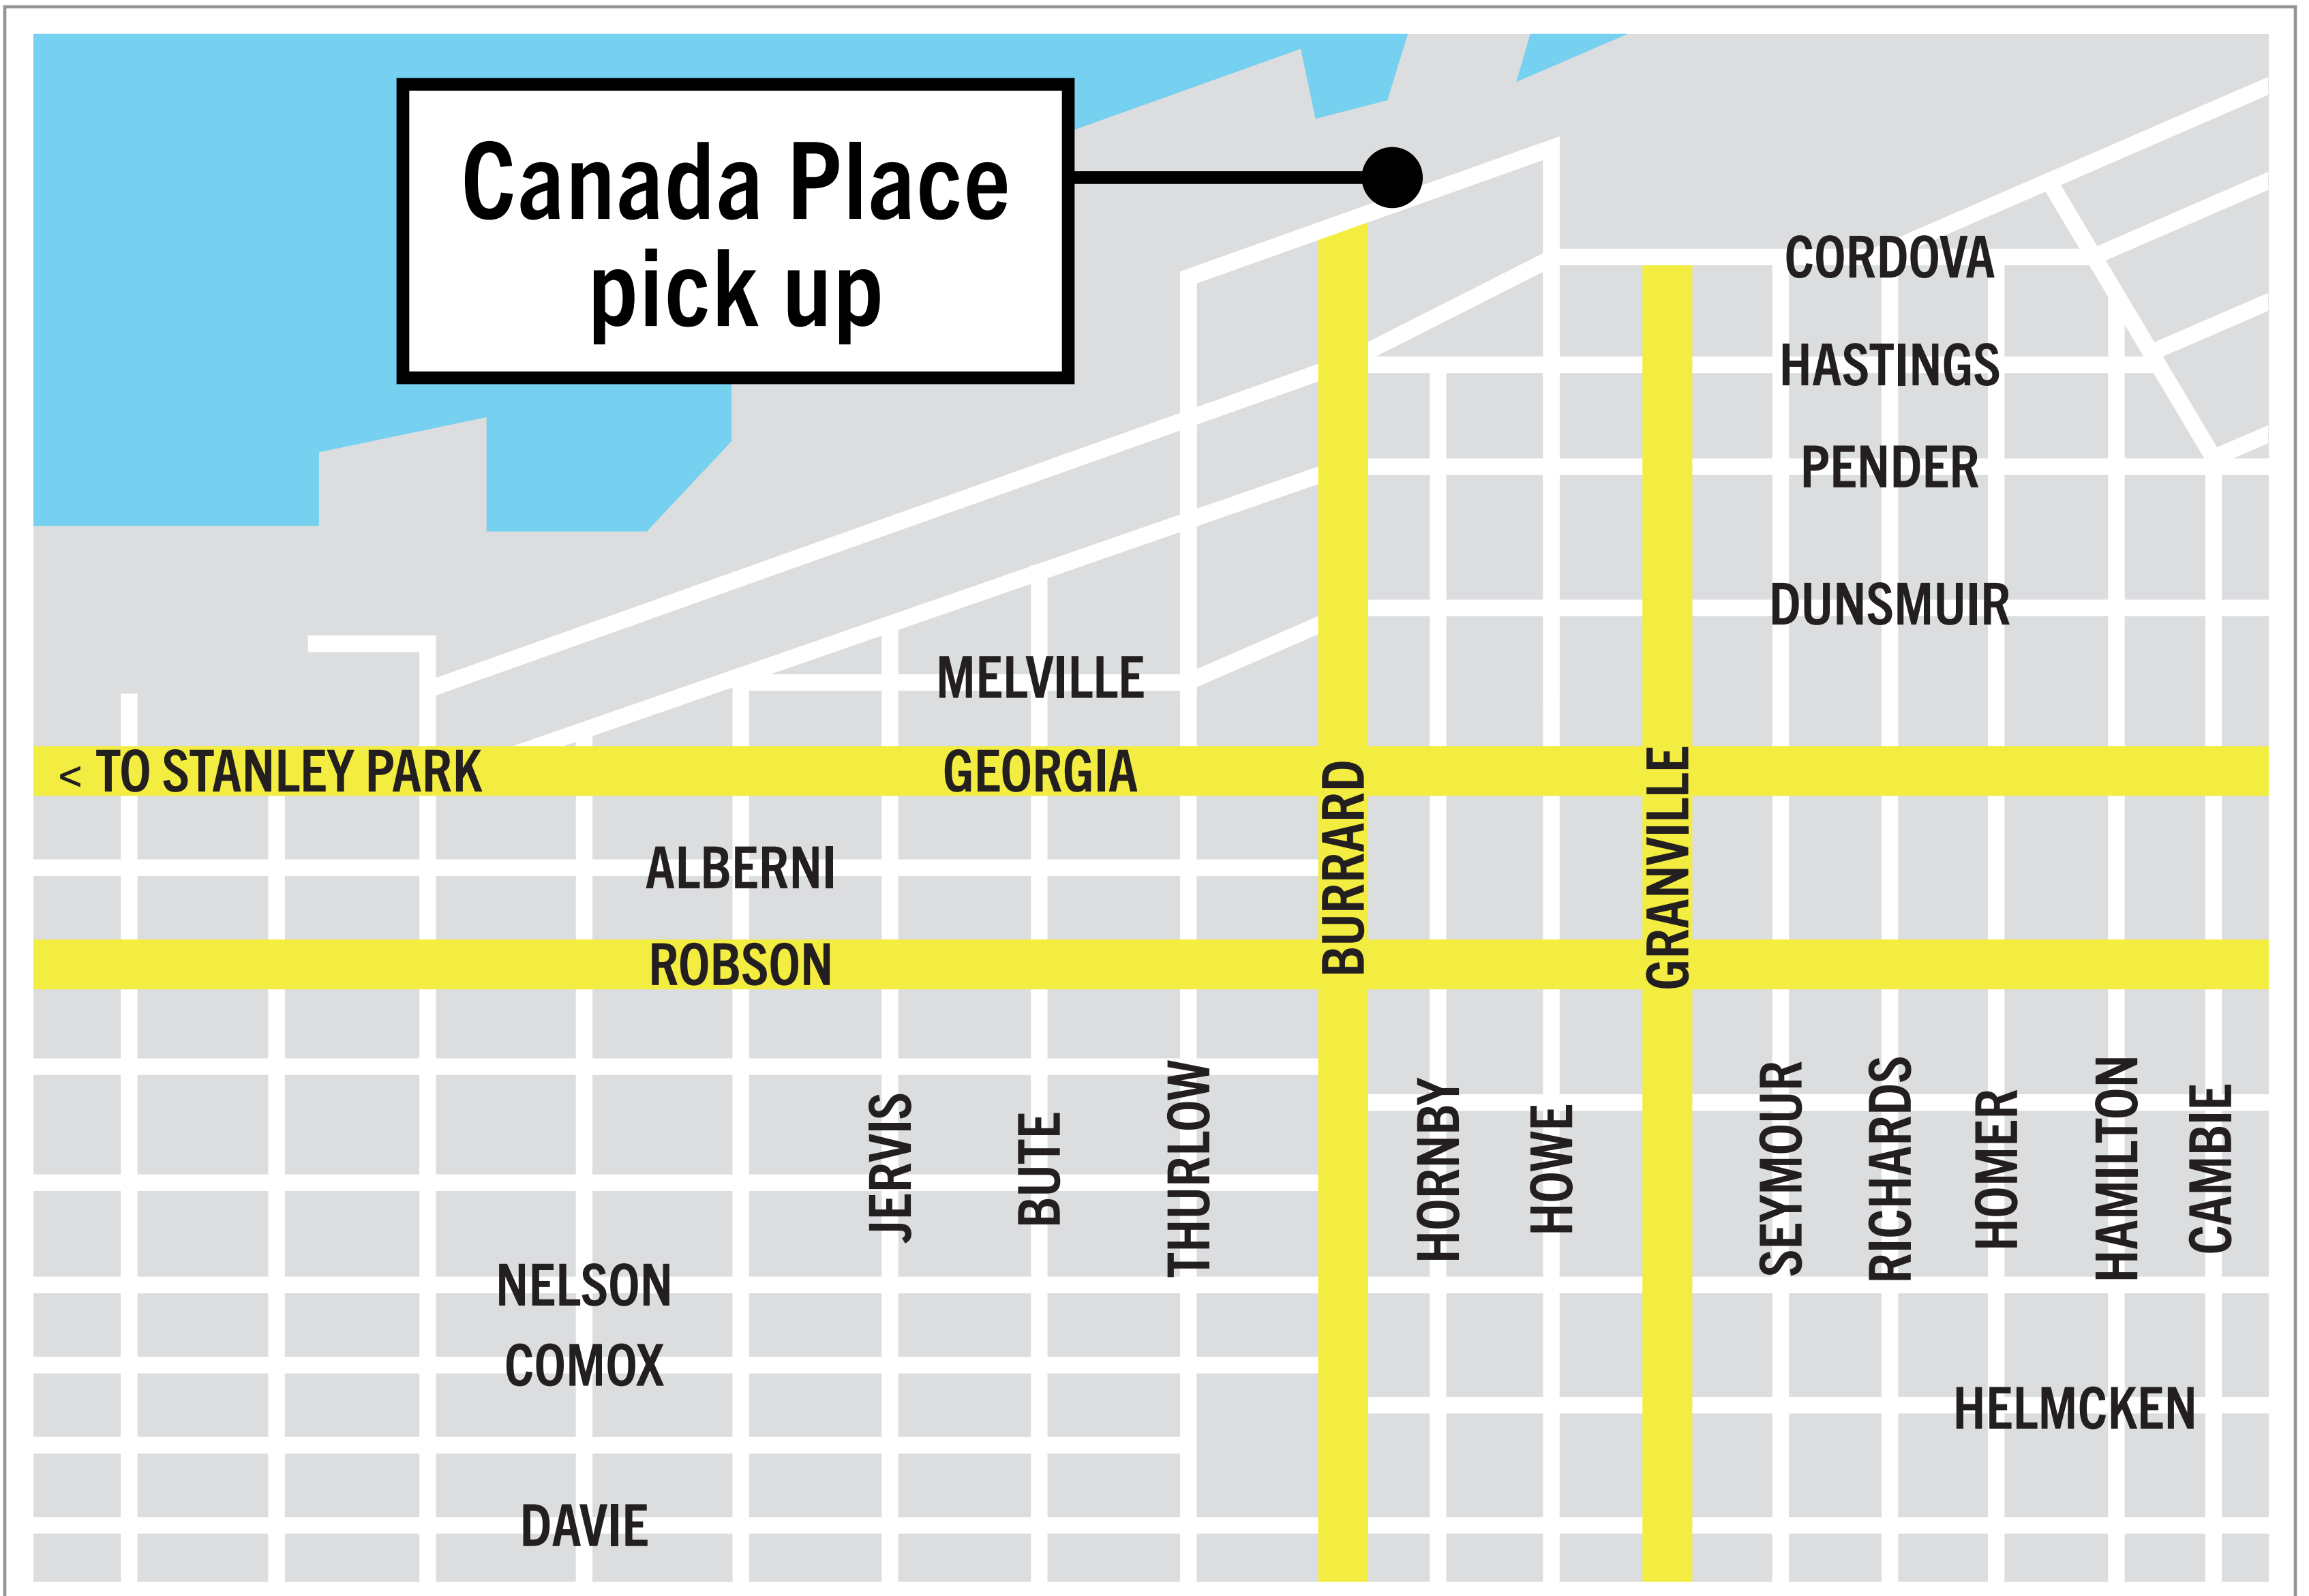 Canada Place
pick up
CORDOVA
HASTINGS
PENDER
DUNSMUIR
MELVILLE
< TO STANLEY PARK
GEORGIA
ALBERNI
ROBSON
BURRARD
GRANVILLE
JERVIS
BUTE
THURLOW
HORNBY
HOWE
SEYMOUR
RICHARDS
HOMER
HAMILTON
CAMBIE
NELSON
COMOX
HELMCKEN
DAVIE